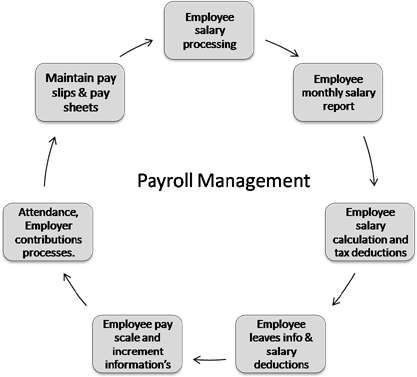 Employee
salary
processing
Employee
monthly salary
report
Employee
salary
calculation and
tax deductions
Employee
leaves info &
salary
deductions
Employee pay
scale and
increment
information's
Attendance,
Employer
contributions
processes.
Maintain pay
slips & pay
sheets
Payroll Management